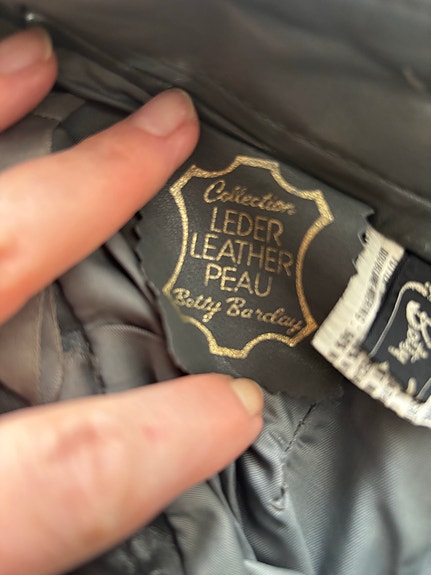 Collection
LEDER
LEATHER
PEAU
Betty Barclay